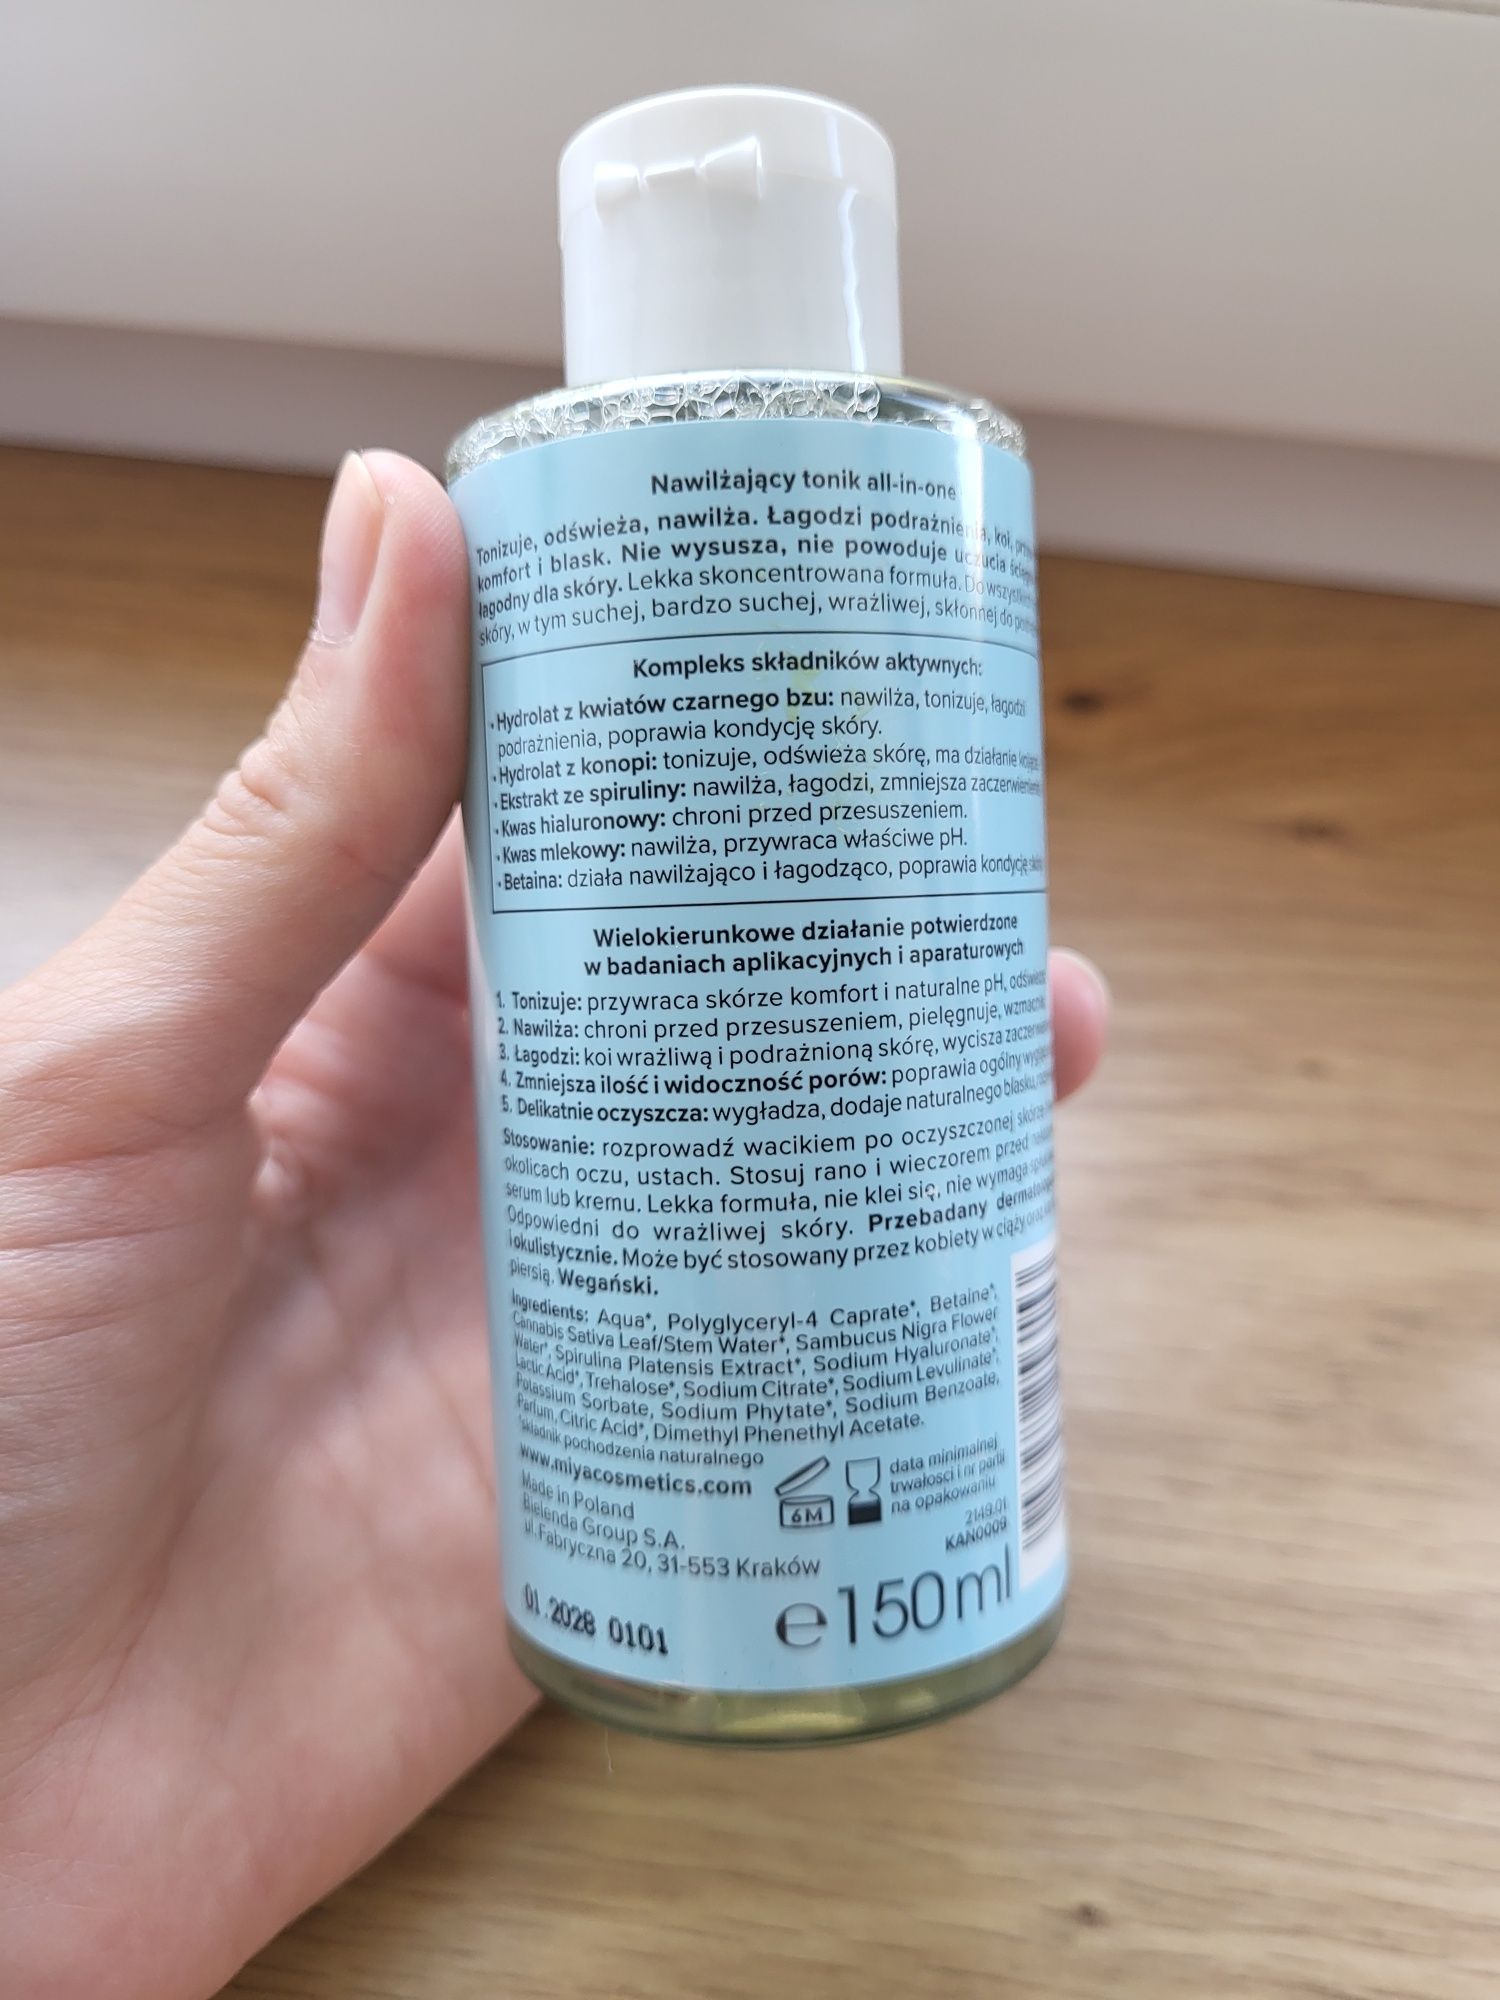 Nawilżający tonik all-in-one
Tonizuje, odświeża, nawilża. Łagodzi podrażnienia, koi,
komfort i blask. Nie wysusza, nie powoduje uczucia
łagodny dla skóry. Lekka skoncentrowana formuła. Do
skóry, w tym suchej, bardzo suchej, wrażliwej, skłonnej do
Kompleks składników aktywnych:
• Hydrolat z kwiatów czarnego bzu: nawilża, tonizuje, łagodzi
podrażnienia, poprawia kondycję skóry.
• Hydrolat z konopi: tonizuje, odświeża skórę, ma działanie kojące
• Ekstrakt ze spiruliny: nawilża, łagodzi, zmniejsza
• Kwas hialuronowy: chroni przed przesuszeniem.
• Kwas mlekowy: nawilża, przywraca właściwe pH.
• Betaina: działa nawilżająco i łagodząco, poprawia kondycję
Wielokierunkowe działanie potwierdzone
w badaniach aplikacyjnych i aparaturowych
1. Tonizuje: przywraca skórze komfort i naturalne pH,
2. Nawilża: chroni przed przesuszeniem, pielęgnuje,
3. Łagodzi: koi wrażliwą i podrażnioną skórę, wycisza
4. Zmniejsza ilość i widoczność porów: poprawia ogólny
5. Delikatnie oczyszcza: wygładza, dodaje naturalnego blasku,
Stosowanie: rozprowadź wacikiem po oczyszczonej skórze
okolicach oczu, ustach. Stosuj rano i wieczorem przed
serum lub kremu. Lekka formuła, nie klei się, nie wymaga
Odpowiedni do wrażliwej skóry. Przebadany
i okulistycznie. Może być stosowany przez kobiety w ciąży oraz
piersią. Wegański.
Ingredients: Aqua*, Polyglyceryl-4 Caprate*, Betaine*,
Cannabis Sativa Leaf/Stem Water*, Sambucus Nigra Flower
Water*, Spirulina Platensis Extract*, Sodium Hyaluronate*,
Lactic Acid*, Trehalose*, Sodium Citrate*, Sodium Levulinate*,
Potassium Sorbate, Sodium Phytate*, Sodium Benzoate,
Parfum, Citric Acid*, Dimethyl Phenethyl Acetate.
*składnik pochodzenia naturalnego
www.miyacosmetics.com
Made in Poland
Bielenda Group S.A.
ul. Fabryczna 20, 31-553 Kraków
6M
data minimalnej
trwałości i nr partii
na opakowaniu
2149.01
KAN0009
01.2028 0101
℮150 ml